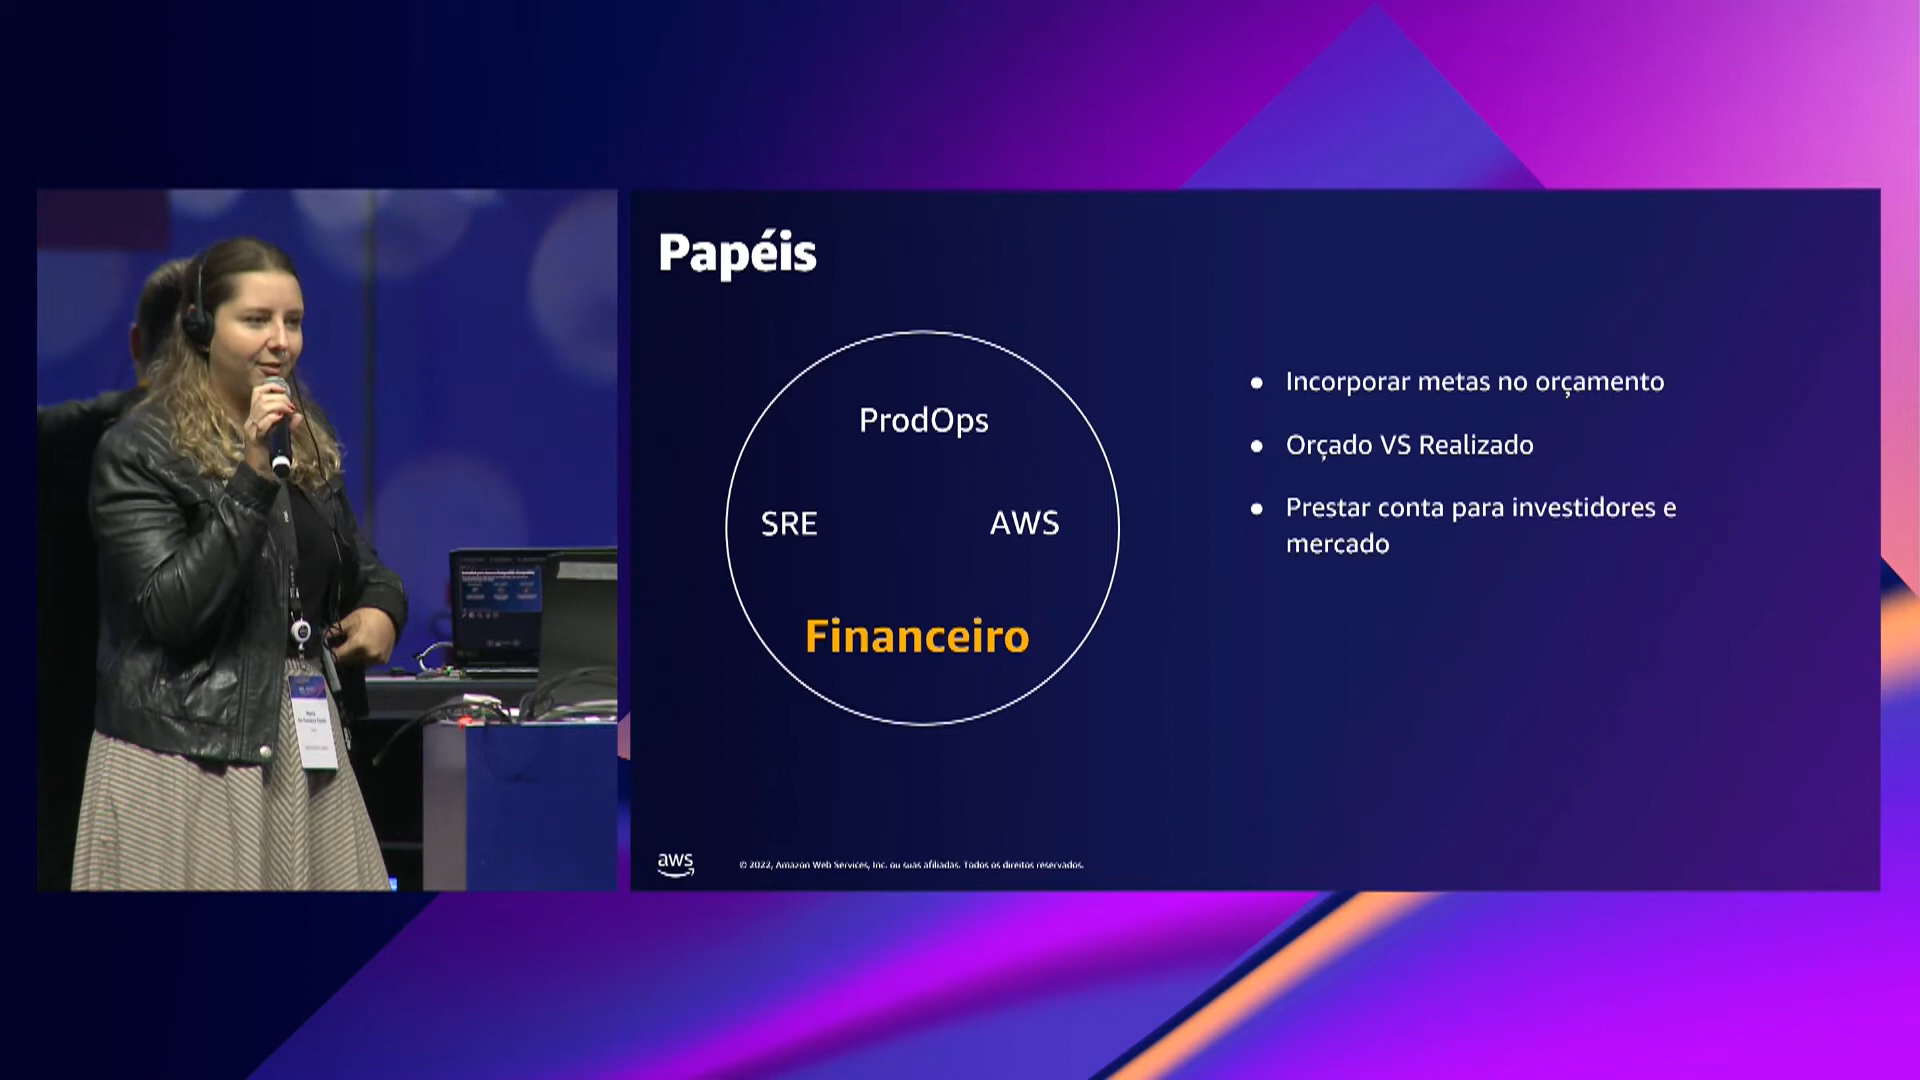 Papéis
ProdOps
SRE
AWS
Financeiro
• Incorporar metas no orçamento
• Orçado VS Realizado
• Prestar conta para investidores e
mercado
aws
© 2022, Amazon Web Services, Inc. ou suas afiliadas. Todos os direitos reservados.